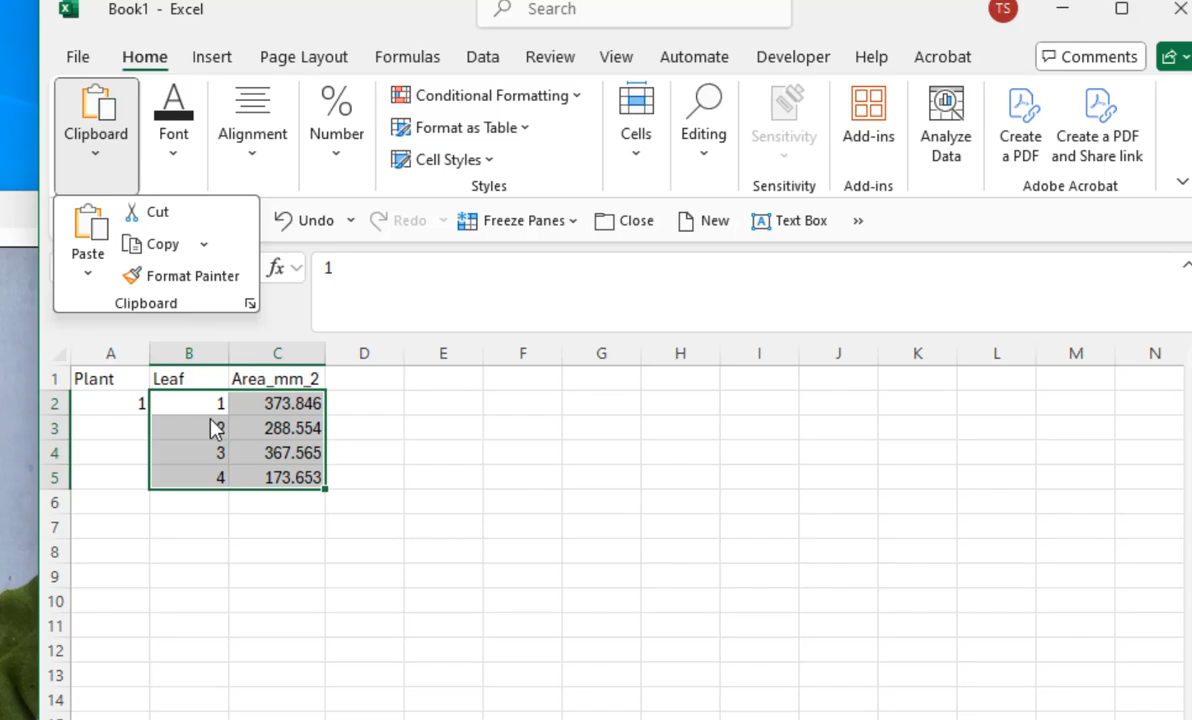 Book1 - Excel
Search
TS
File Home Insert Page Layout Formulas Data Review View Automate Developer Help Acrobat Comments
Clipboard
Font
Alignment
Number
Conditional Formatting
Format as Table
Cell Styles
Styles
Cells
Editing
Sensitivity
Sensitivity
Add-ins
Add-ins
Analyze
Data
Create
a PDF
Create a PDF
and Share link
Adobe Acrobat
Paste
Cut
Copy
Format Painter
Clipboard
Undo Redo Freeze Panes Close New Text Box
fx 1
A B C D E F G H I J K L M N
1 Plant Leaf Area_mm_2
2 1 1 373.846
3 288.554
4 3 367.565
5 4 173.653
6
7
8
9
10
11
12
13
14